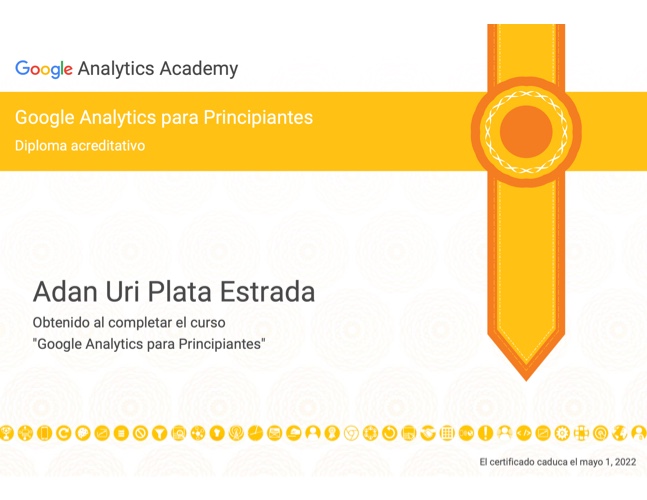 Google Analytics Academy
Google Analytics para Principiantes
Diploma acreditativo
Adan Uri Plata Estrada
Obtenido al completar el curso
"Google Analytics para Principiantes"
El certificado caduca el mayo 1, 2022